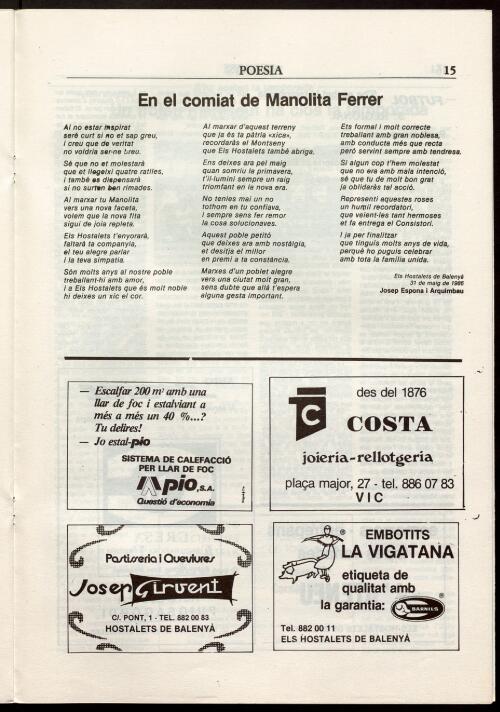 POESIA
15
En el comiat de Manolita Ferrer
Al no estar inspirat
seré curt si no et sap greu,
i creu que de veritat
no voldria ser-ne breu.
Sé que no et molestarà
que et llegeixi quatre ratlles,
i també es dispensarà
si no surten ben rimades.
Al marxar tu Manolita
vers una nova faceta,
volem que la nova fita
sigui de joia repleta.
Els Hostalets t'enyorarà,
faltarà ta companyia,
el teu alegre parlar
i la teva simpatia.
Són molts anys al nostre poble
treballant-hi amb amor,
i a Els Hostalets que és molt noble
hi deixes un xic el cor.
Al marxar d'aquest terreny
que ja és ta pàtria «xica»,
recordaràs el Montseny
que Els Hostalets també abriga.
Ens deixes ara pel maig
quan somriu la primavera,
t'il·lumini sempre un raig
triomfant en la nova era.
No tenies mai un no
tothom en tu confiava,
i sempre sens fer remor
la cosa solucionaves.
Aquest poble petitó
que deixes ara amb nostàlgia,
et desitja el millor
en premi a ta constància.
Marxes d'un poblet alegre
vers una ciutat molt gran,
sens dubte que allà t'espera
alguna gesta important.
Ets formal i molt correcte
treballant amb gran noblesa,
amb conducta més que recta
però servint sempre amb tendresa.
Si algun cop t'hem molestat
que no era amb mala intenció,
sé que tu de molt bon grat
ja oblidaràs tal acció.
Representi aquestes roses
un humil recordatori,
que veient-les tant hermoses
et fa entrega el Consistori.
I ja per finalitzar
que tinguis molts anys de vida,
perquè ho puguis celebrar
amb tota la família unida.
Els Hostalets de Balenyà
31 de maig de 1986
Josep Espona i Arquimbau
— Escalfar 200 m² amb una
llar de foc i estalviant a
més a més un 40 %...?
Tu delires!
— Jo estal-pio
SISTEMA DE CALEFACCIÓ
PER LLAR DE FOC
pio, S.A.
Qüestió d'economia
des del 1876
TC COSTA
joieria-rellotgeria
plaça major, 27 - tel. 886 07 83
VIC
Pastisseria i Queviures
Josep Girvent
C/. PONT, 1 - TEL. 882 00 83
HOSTALETS DE BALENYÀ
EMBOTITS
LA VIGATANA
etiqueta de
qualitat amb
la garantia:
BARNILS
Tel. 882 00 11
ELS HOSTALETS DE BALENYÀ